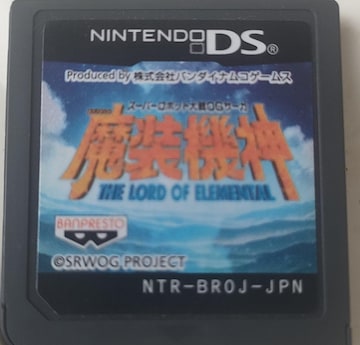 NINTENDO DS®
Produced by 株式会社バンダイナムコゲームス
スーパーロボット大戦OGサーガ
魔装機神
THE LORD OF ELEMENTAL
BANPRESTO
©SRWOG PROJECT
NTR-BR0J-JPN